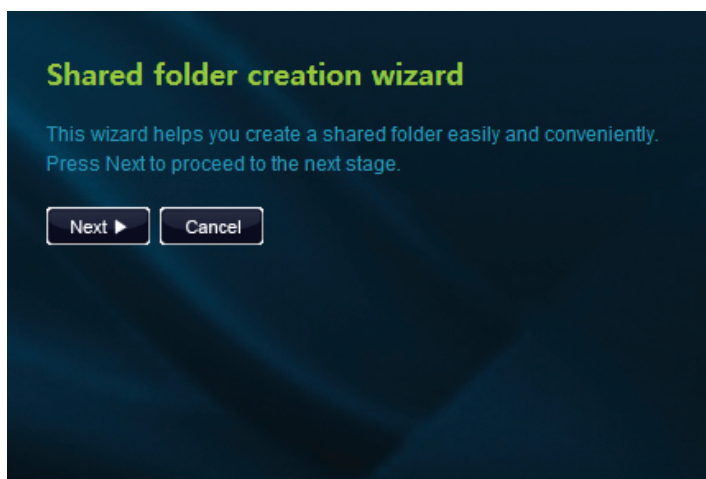 Shared folder creation wizard
This wizard helps you create a shared folder easily and conveniently.
Press Next to proceed to the next stage.
Next ▶ Cancel